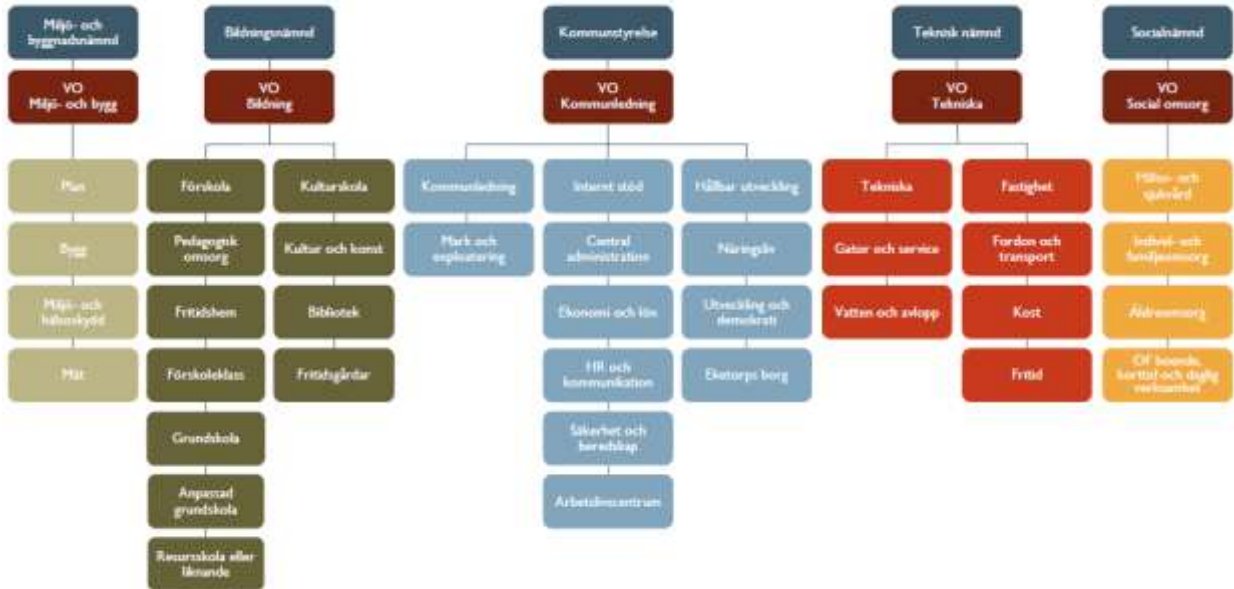 Miljö- och
byggnadsnämnd
Bildningsnämnd
Kommunstyrelse
Teknisk nämnd
Socialnämnd
VO
Miljö- och bygg
VO
Bildning
VO
Kommunledning
VO
Tekniska
VO
Social omsorg
Plan
Bygg
Miljö- och
hälsoskydd
Mät
Förskola
Pedagogisk
omsorg
Fritidshem
Förskoleklass
Grundskola
Anpassad
grundskola
Resursskola eller
liknande
Kulturskola
Kultur och konst
Bibliotek
Fritidsgårdar
Kommunledning
Mark och
exploatering
Internt stöd
Central
administration
Ekonomi och lön
HR och
kommunikation
Säkerhet och
beredskap
Arbetslivscentrum
Hållbar utveckling
Näringsliv
Utveckling och
demokrati
Eketorps borg
Tekniska
Gator och service
Vatten och avlopp
Fastighet
Fordon och
transport
Kost
Fritid
Hälso- och
sjukvård
Individ- och
familjeomsorg
Äldreomsorg
OF boende,
korttid och daglig
verksamhet